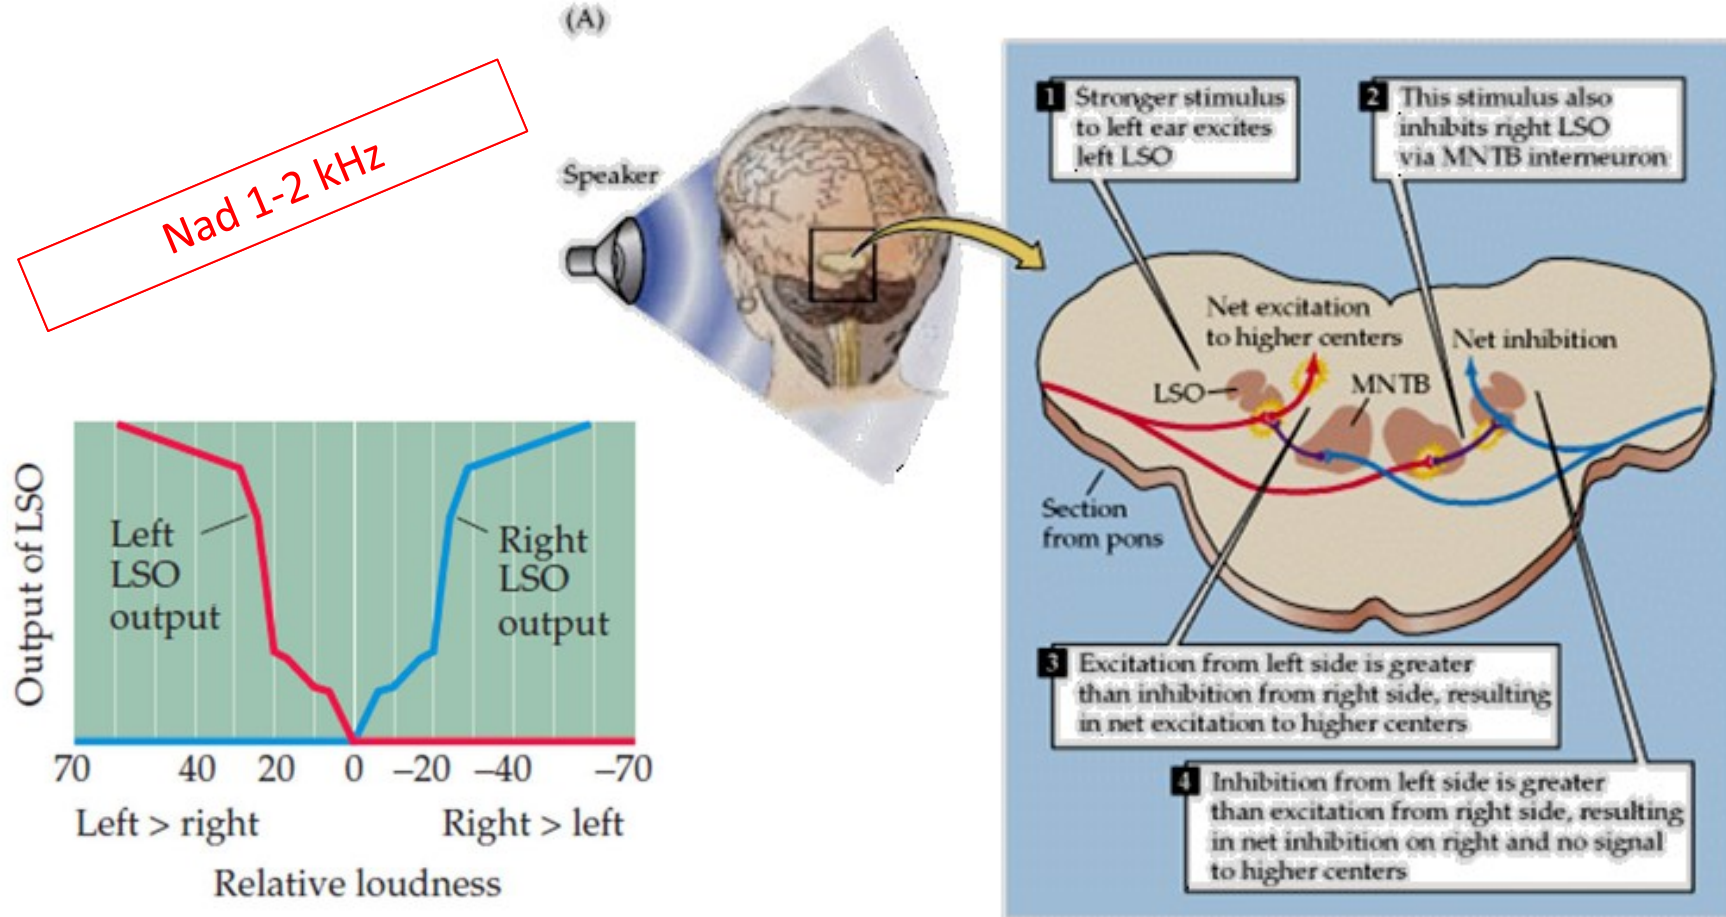 (A)
Nad 1-2 kHz
Speaker
1 Stronger stimulus
to left ear excites
left LSO
2 This stimulus also
inhibits right LSO
via MNTB interneuron
Net excitation
to higher centers
Net inhibition
LSO
MNTB
Section
from pons
3 Excitation from left side is greater
than inhibition from right side, resulting
in net excitation to higher centers
4 Inhibition from left side is greater
than excitation from right side, resulting
in net inhibition on right and no signal
to higher centers
Output of LSO
Left
LSO
output
Right
LSO
output
70 40 20 0 –20 –40 –70
Left > right Right > left
Relative loudness